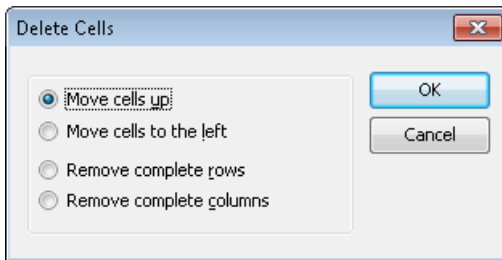 Delete Cells
Move cells up
Move cells to the left
Remove complete rows
Remove complete columns
OK
Cancel